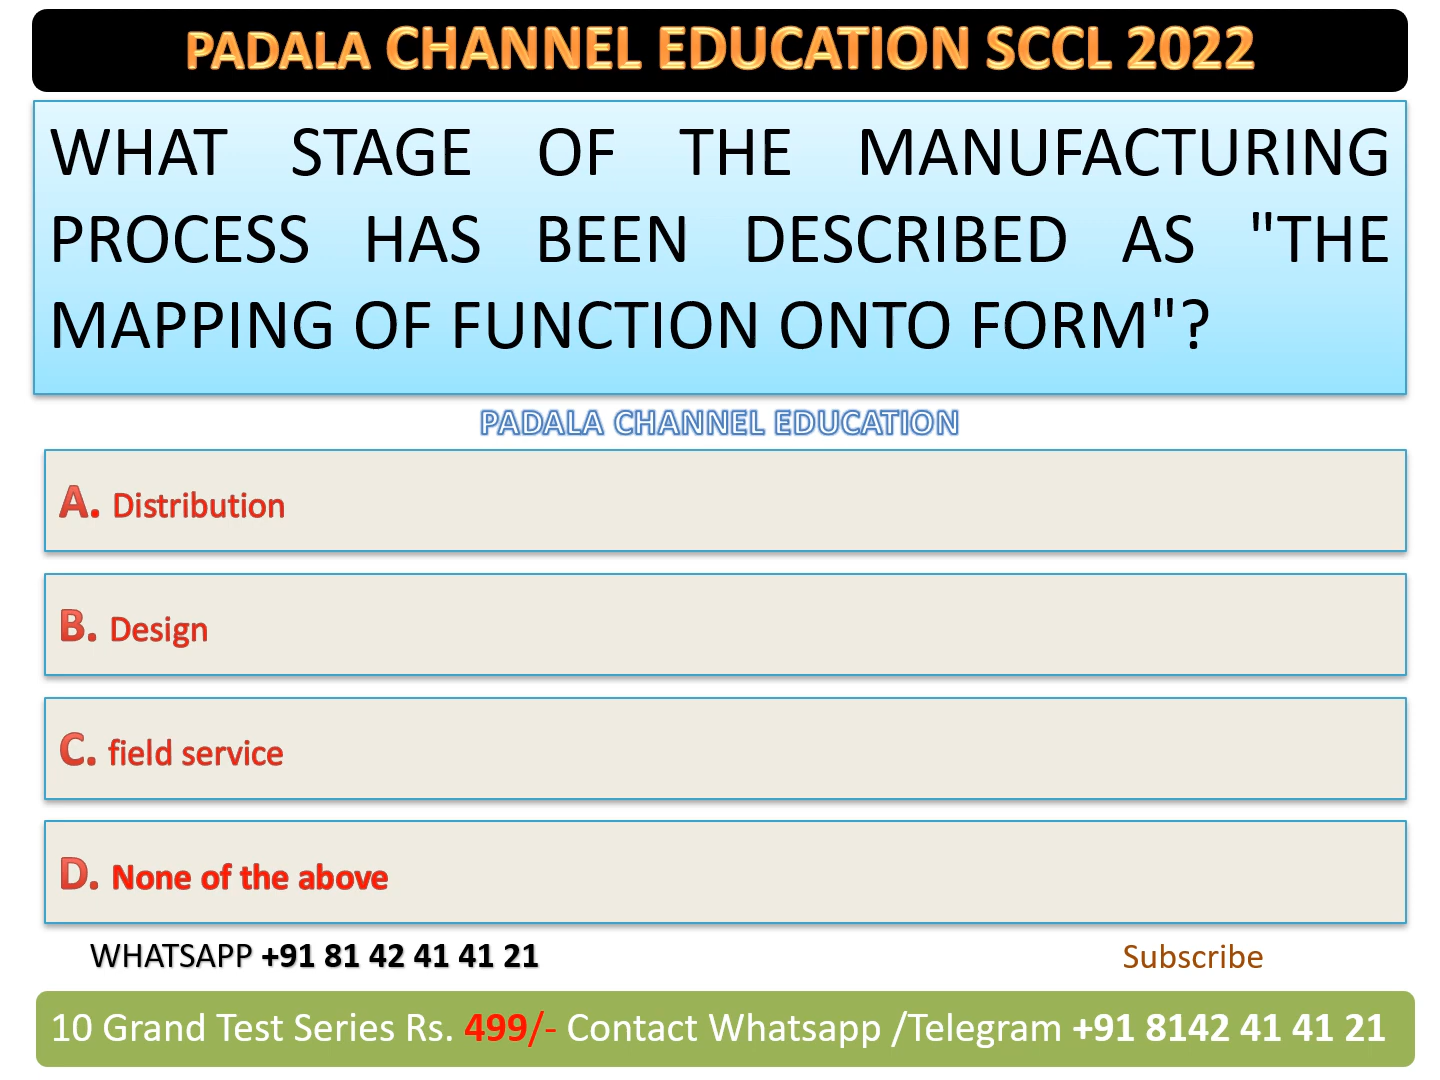 PADALA CHANNEL EDUCATION SCCL 2022
WHAT STAGE OF THE MANUFACTURING
PROCESS HAS BEEN DESCRIBED AS "THE
MAPPING OF FUNCTION ONTO FORM"?
PADALA CHANNEL EDUCATION
A. Distribution
B. Design
C. field service
D. None of the above
WHATSAPP +91 81 42 41 41 21
Subscribe
10 Grand Test Series Rs. 499/- Contact Whatsapp /Telegram +91 8142 41 41 21